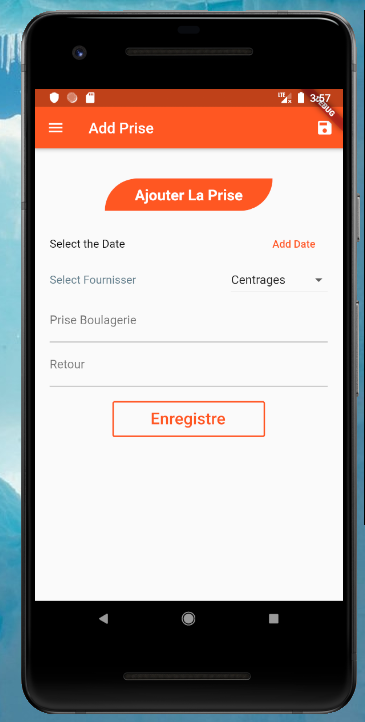 LTE 3:57
DEBUG
Add Prise
Ajouter La Prise
Select the Date Add Date
Select Fournisser Centrages
Prise Boulagerie
Retour
Enregistre